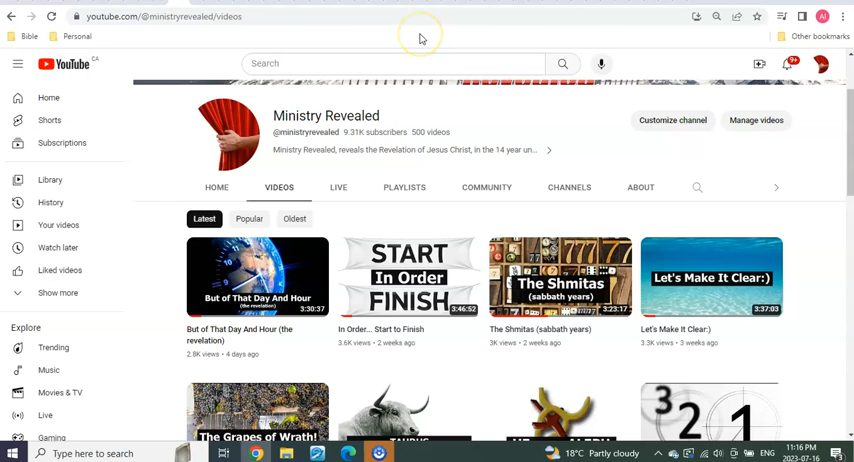 youtube.com/@ministryrevealed/videos
AI
Bible
Personal
Other bookmarks
YouTube CA
Search
9+
Home
Shorts
Subscriptions
Library
History
Your videos
Watch later
Liked videos
Show more
Explore
Trending
Music
Movies & TV
Live
Gaming
Ministry Revealed
@ministryrevealed 9.31K subscribers 500 videos
Ministry Revealed, reveals the Revelation of Jesus Christ, in the 14 year un...
Customize channel
Manage videos
HOME VIDEOS LIVE PLAYLISTS COMMUNITY CHANNELS ABOUT
Latest Popular Oldest
But of That Day And Hour
(the revelation)
3:30:37
But of That Day And Hour (the
revelation)
2.8K views • 4 days ago
START
In Order
FINISH
3:46:52
In Order... Start to Finish
3.6K views • 2 weeks ago
777
The Shmitas
(sabbath years)
3:23:17
The Shmitas (sabbath years)
3K views • 2 weeks ago
Let's Make It Clear:)
3:37:03
Let's Make It Clear:)
3.3K views • 3 weeks ago
The Grapes of Wrath!
TAURUS
3 2 1
Type here to search
18°C Partly cloudy
ENG
11:16 PM
2023-07-16
3